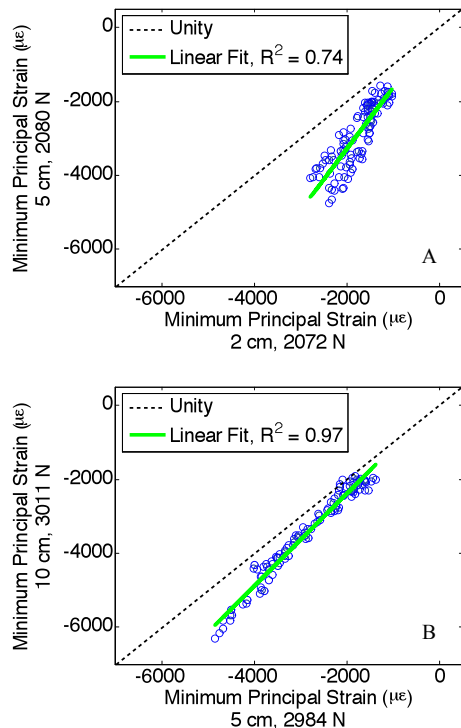 0
-2000
-4000
-6000
Unity
Linear Fit, R² = 0.74
Minimum Principal Strain (με)
5 cm, 2080 N
A
-6000
-4000
-2000
0
Minimum Principal Strain (με)
2 cm, 2072 N
0
-2000
-4000
-6000
Unity
Linear Fit, R² = 0.97
Minimum Principal Strain (με)
10 cm, 3011 N
B
-6000
-4000
-2000
0
Minimum Principal Strain (με)
5 cm, 2984 N